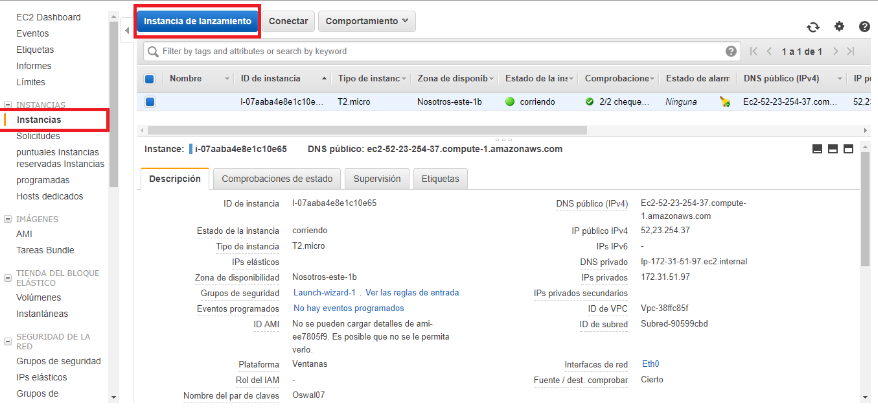 EC2 Dashboard
Eventos
Etiquetas
Informes
Límites
INSTANCIAS
Instancias
Solicitudes
puntuales Instancias
reservadas Instancias
programadas
Hosts dedicados
IMÁGENES
AMI
Tareas Bundle
TIENDA DEL BLOQUE
ELÁSTICO
Volúmenes
Instantáneas
SEGURIDAD DE LA
RED
Grupos de seguridad
IPs elásticos
Grupos de
Instancia de lanzamiento Conectar Comportamiento
Filter by tags and attributes or search by keyword 1 a 1 de 1
Nombre ID de instancia Tipo de instanc Zona de disponib Estado de la ins Comprobacione Estado de alarm DNS público (IPv4) IP pú
I-07aaba4e8e1c10e... T2.micro Nosotros-este-1b corriendo 2/2 cheque... Ninguna Ec2-52-23-254-37.com... 52,23
Instance: i-07aaba4e8e1c10e65 DNS público: ec2-52-23-254-37.compute-1.amazonaws.com
Descripción Comprobaciones de estado Supervisión Etiquetas
ID de instancia I-07aaba4e8e1c10e65
Estado de la instancia corriendo
Tipo de instancia T2.micro
IPs elásticos
Zona de disponibilidad Nosotros-este-1b
Grupos de seguridad Launch-wizard-1 . Ver las reglas de entrada
Eventos programados No hay eventos programados
ID AMI No se pueden cargar detalles de ami-
ee7805f9. Es posible que no se le permita
verlo.
Plataforma Ventanas
Rol del IAM -
Nombre del par de claves Oswal07
DNS público (IPv4) Ec2-52-23-254-37.compute-
1.amazonaws.com
IP público IPv4 52,23.254.37
IPs IPv6 -
DNS privado Ip-172-31-51-97.ec2.internal
IPs privados 172.31.51.97
IPs privados secundarios
ID de VPC Vpc-38ffc85f
ID de subred Subred-90599cbd
Interfaces de red Eth0
Fuente / dest. comprobar Cierto